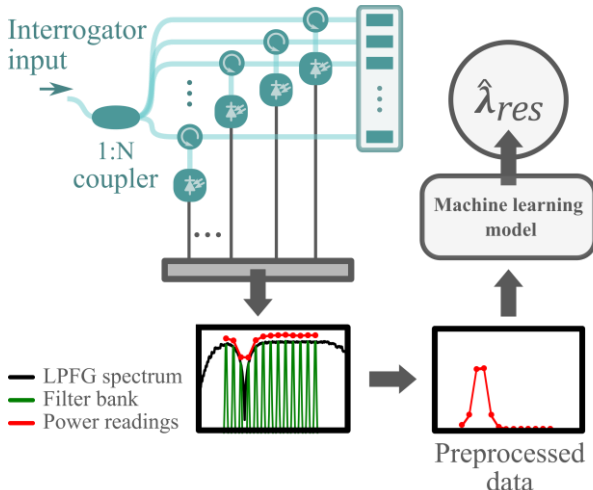 Interrogator
input
1:N
coupler
λ̂res
Machine learning
model
LPFG spectrum
Filter bank
Power readings
Preprocessed
data